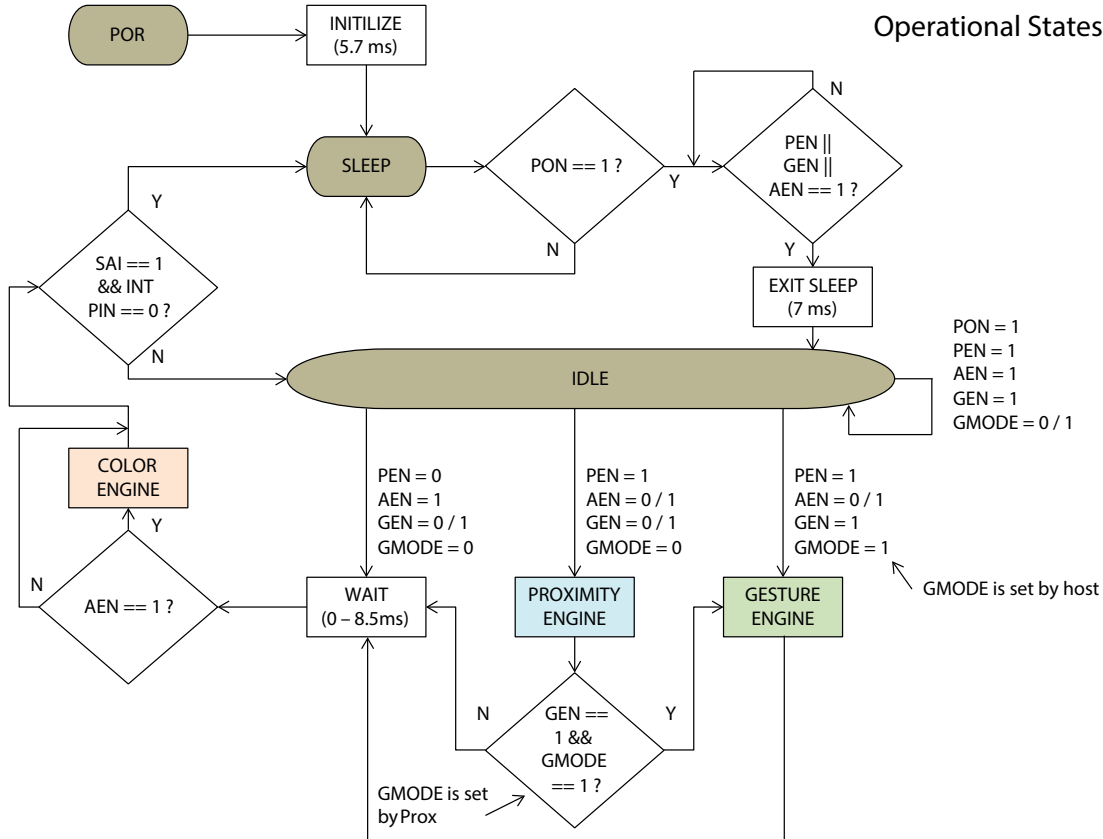 Operational States
POR
INITILIZE
(5.7 ms)
SLEEP
PON == 1 ?
Y
N
PEN ||
GEN ||
AEN == 1 ?
N
Y
EXIT SLEEP
(7 ms)
SAI == 1
&& INT
PIN == 0 ?
Y
N
IDLE
PON = 1
PEN = 1
AEN = 1
GEN = 1
GMODE = 0 / 1
COLOR
ENGINE
PEN = 0
AEN = 1
GEN = 0 / 1
GMODE = 0
PEN = 1
AEN = 0 / 1
GEN = 0 / 1
GMODE = 0
PEN = 1
AEN = 0 / 1
GEN = 1
GMODE = 1
GMODE is set by host
Y
N
AEN == 1 ?
WAIT
(0 – 8.5ms)
PROXIMITY
ENGINE
GESTURE
ENGINE
N
GEN ==
1 &&
GMODE
== 1 ?
Y
GMODE is set
by Prox